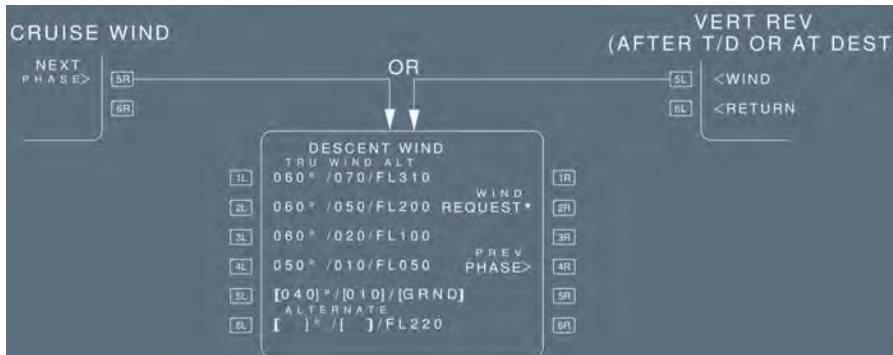 CRUISE WIND
VERT REV
(AFTER T/D OR AT DEST
NEXT
PHASE>
5R
OR
5L
<WIND
6R
6L
<RETURN
DESCENT WIND
TRU WIND ALT
1L 060° /070/FL310 1R
WIND
2L 060° /050/FL200 REQUEST* 2R
3L 060° /020/FL100 3R
PREV
4L 050° /010/FL050 PHASE> 4R
5L [040]°/[010]/[GRND] 5R
ALTERNATE
6L [ ]°/[ ]/FL220 6R